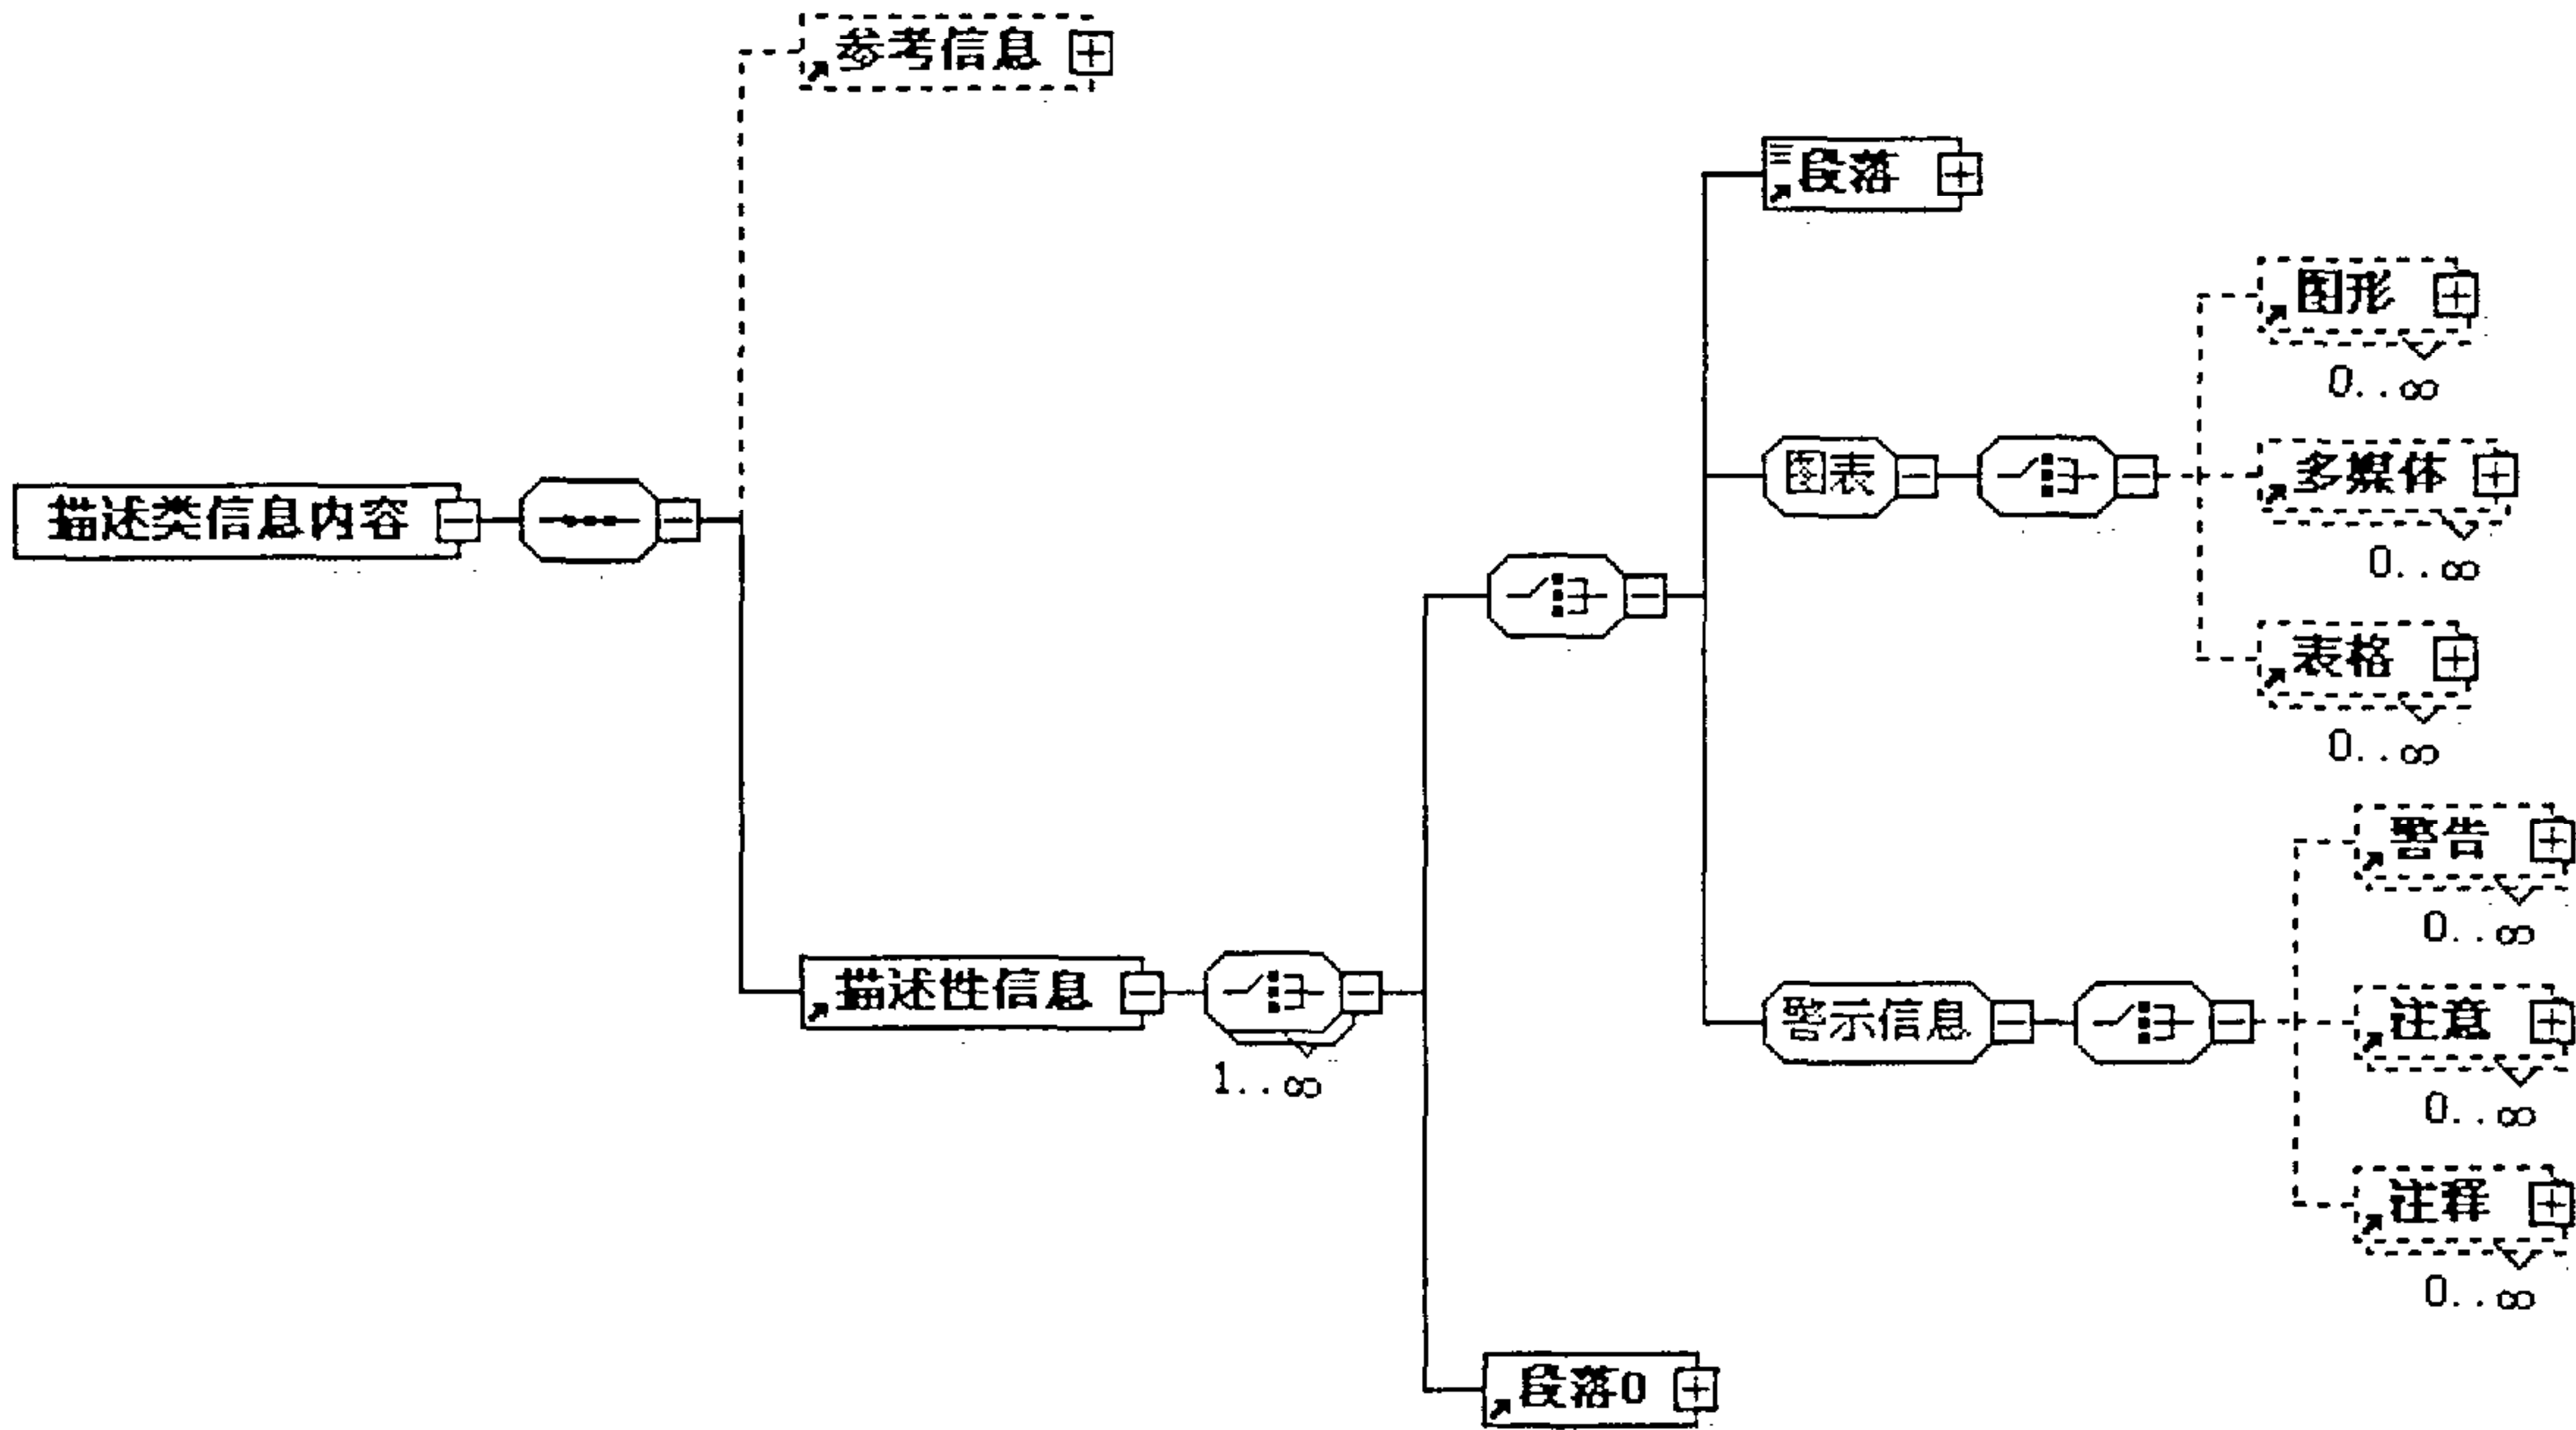 参考信息
段落
图形
0..∞
描述类信息内容
图表
多媒体
0..∞
表格
0..∞
警告
0..∞
描述性信息
1..∞
警示信息
注意
0..∞
注释
0..∞
段落0